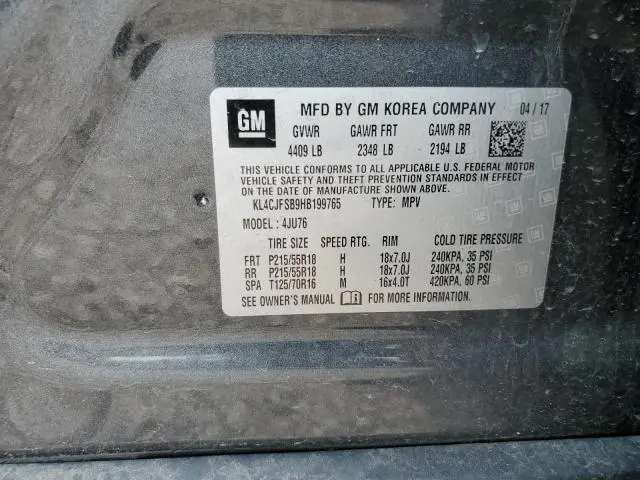 GM
MFD BY GM KOREA COMPANY 04 / 17
GVWR GAWR FRT GAWR RR
4409 LB 2348 LB 2194 LB
THIS VEHICLE CONFORMS TO ALL APPLICABLE U.S. FEDERAL MOTOR
VEHICLE SAFETY AND THEFT PREVENTION STANDARDS IN EFFECT ON
THE DATE OF MANUFACTURE SHOWN ABOVE.
KL4CJFSB9HB199765 TYPE: MPV
MODEL: 4JU76
TIRE SIZE SPEED RTG. RIM COLD TIRE PRESSURE
FRT P215/55R18 H 18x7.0J 240KPA, 35 PSI
RR P215/55R18 H 18x7.0J 240KPA, 35 PSI
SPA T125/70R16 M 16x4.0T 420KPA, 60 PSI
SEE OWNER'S MANUAL FOR MORE INFORMATION.